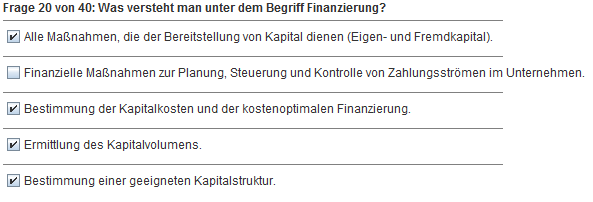 Frage 20 von 40: Was versteht man unter dem Begriff Finanzierung?
Alle Maßnahmen, die der Bereitstellung von Kapital dienen (Eigen- und Fremdkapital).
Finanzielle Maßnahmen zur Planung, Steuerung und Kontrolle von Zahlungsströmen im Unternehmen.
Bestimmung der Kapitalkosten und der kostenoptimalen Finanzierung.
Ermittlung des Kapitalvolumens.
Bestimmung einer geeigneten Kapitalstruktur.